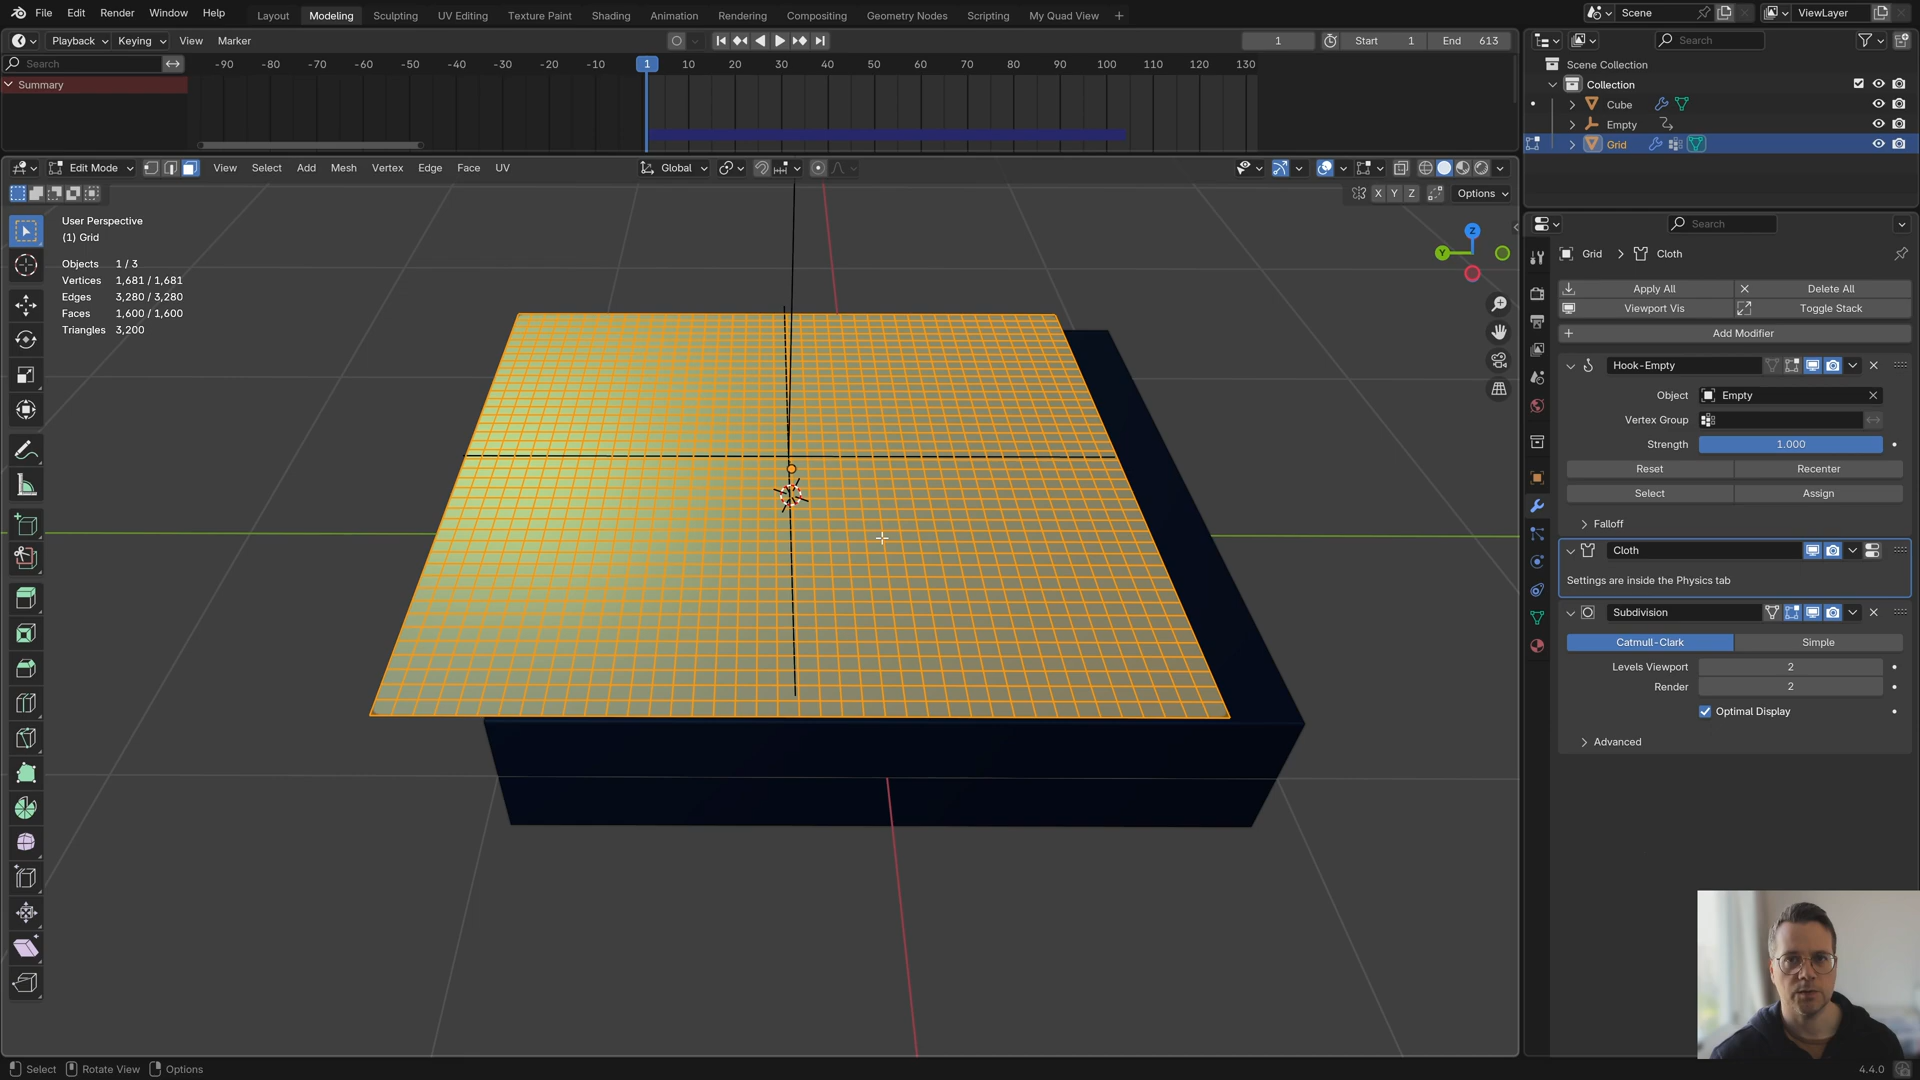 File Edit Render Window Help Layout Modeling Sculpting UV Editing Texture Paint Shading Animation Rendering Compositing Geometry Nodes Scripting My Quad View + Scene ViewLayer
Playback Keying View Marker 1 Start 1 End 613 Search
Search -90 -80 -70 -60 -50 -40 -30 -20 -10 1 10 20 30 40 50 60 70 80 90 100 110 120 130
Summary
Scene Collection
Collection
Cube
Empty
Grid
Edit Mode View Select Add Mesh Vertex Edge Face UV Global
X Y Z Options
User Perspective
(1) Grid
Objects 1 / 3
Vertices 1,681 / 1,681
Edges 3,280 / 3,280
Faces 1,600 / 1,600
Triangles 3,200
Z
Y
Search
Grid > Cloth
Apply All Delete All
Viewport Vis Toggle Stack
Add Modifier
Hook-Empty
Object Empty
Vertex Group
Strength 1.000
Reset Recenter
Select Assign
Falloff
Cloth
Settings are inside the Physics tab
Subdivision
Catmull-Clark Simple
Levels Viewport 2
Render 2
Optimal Display
Advanced
Select Rotate View Options 4.4.0